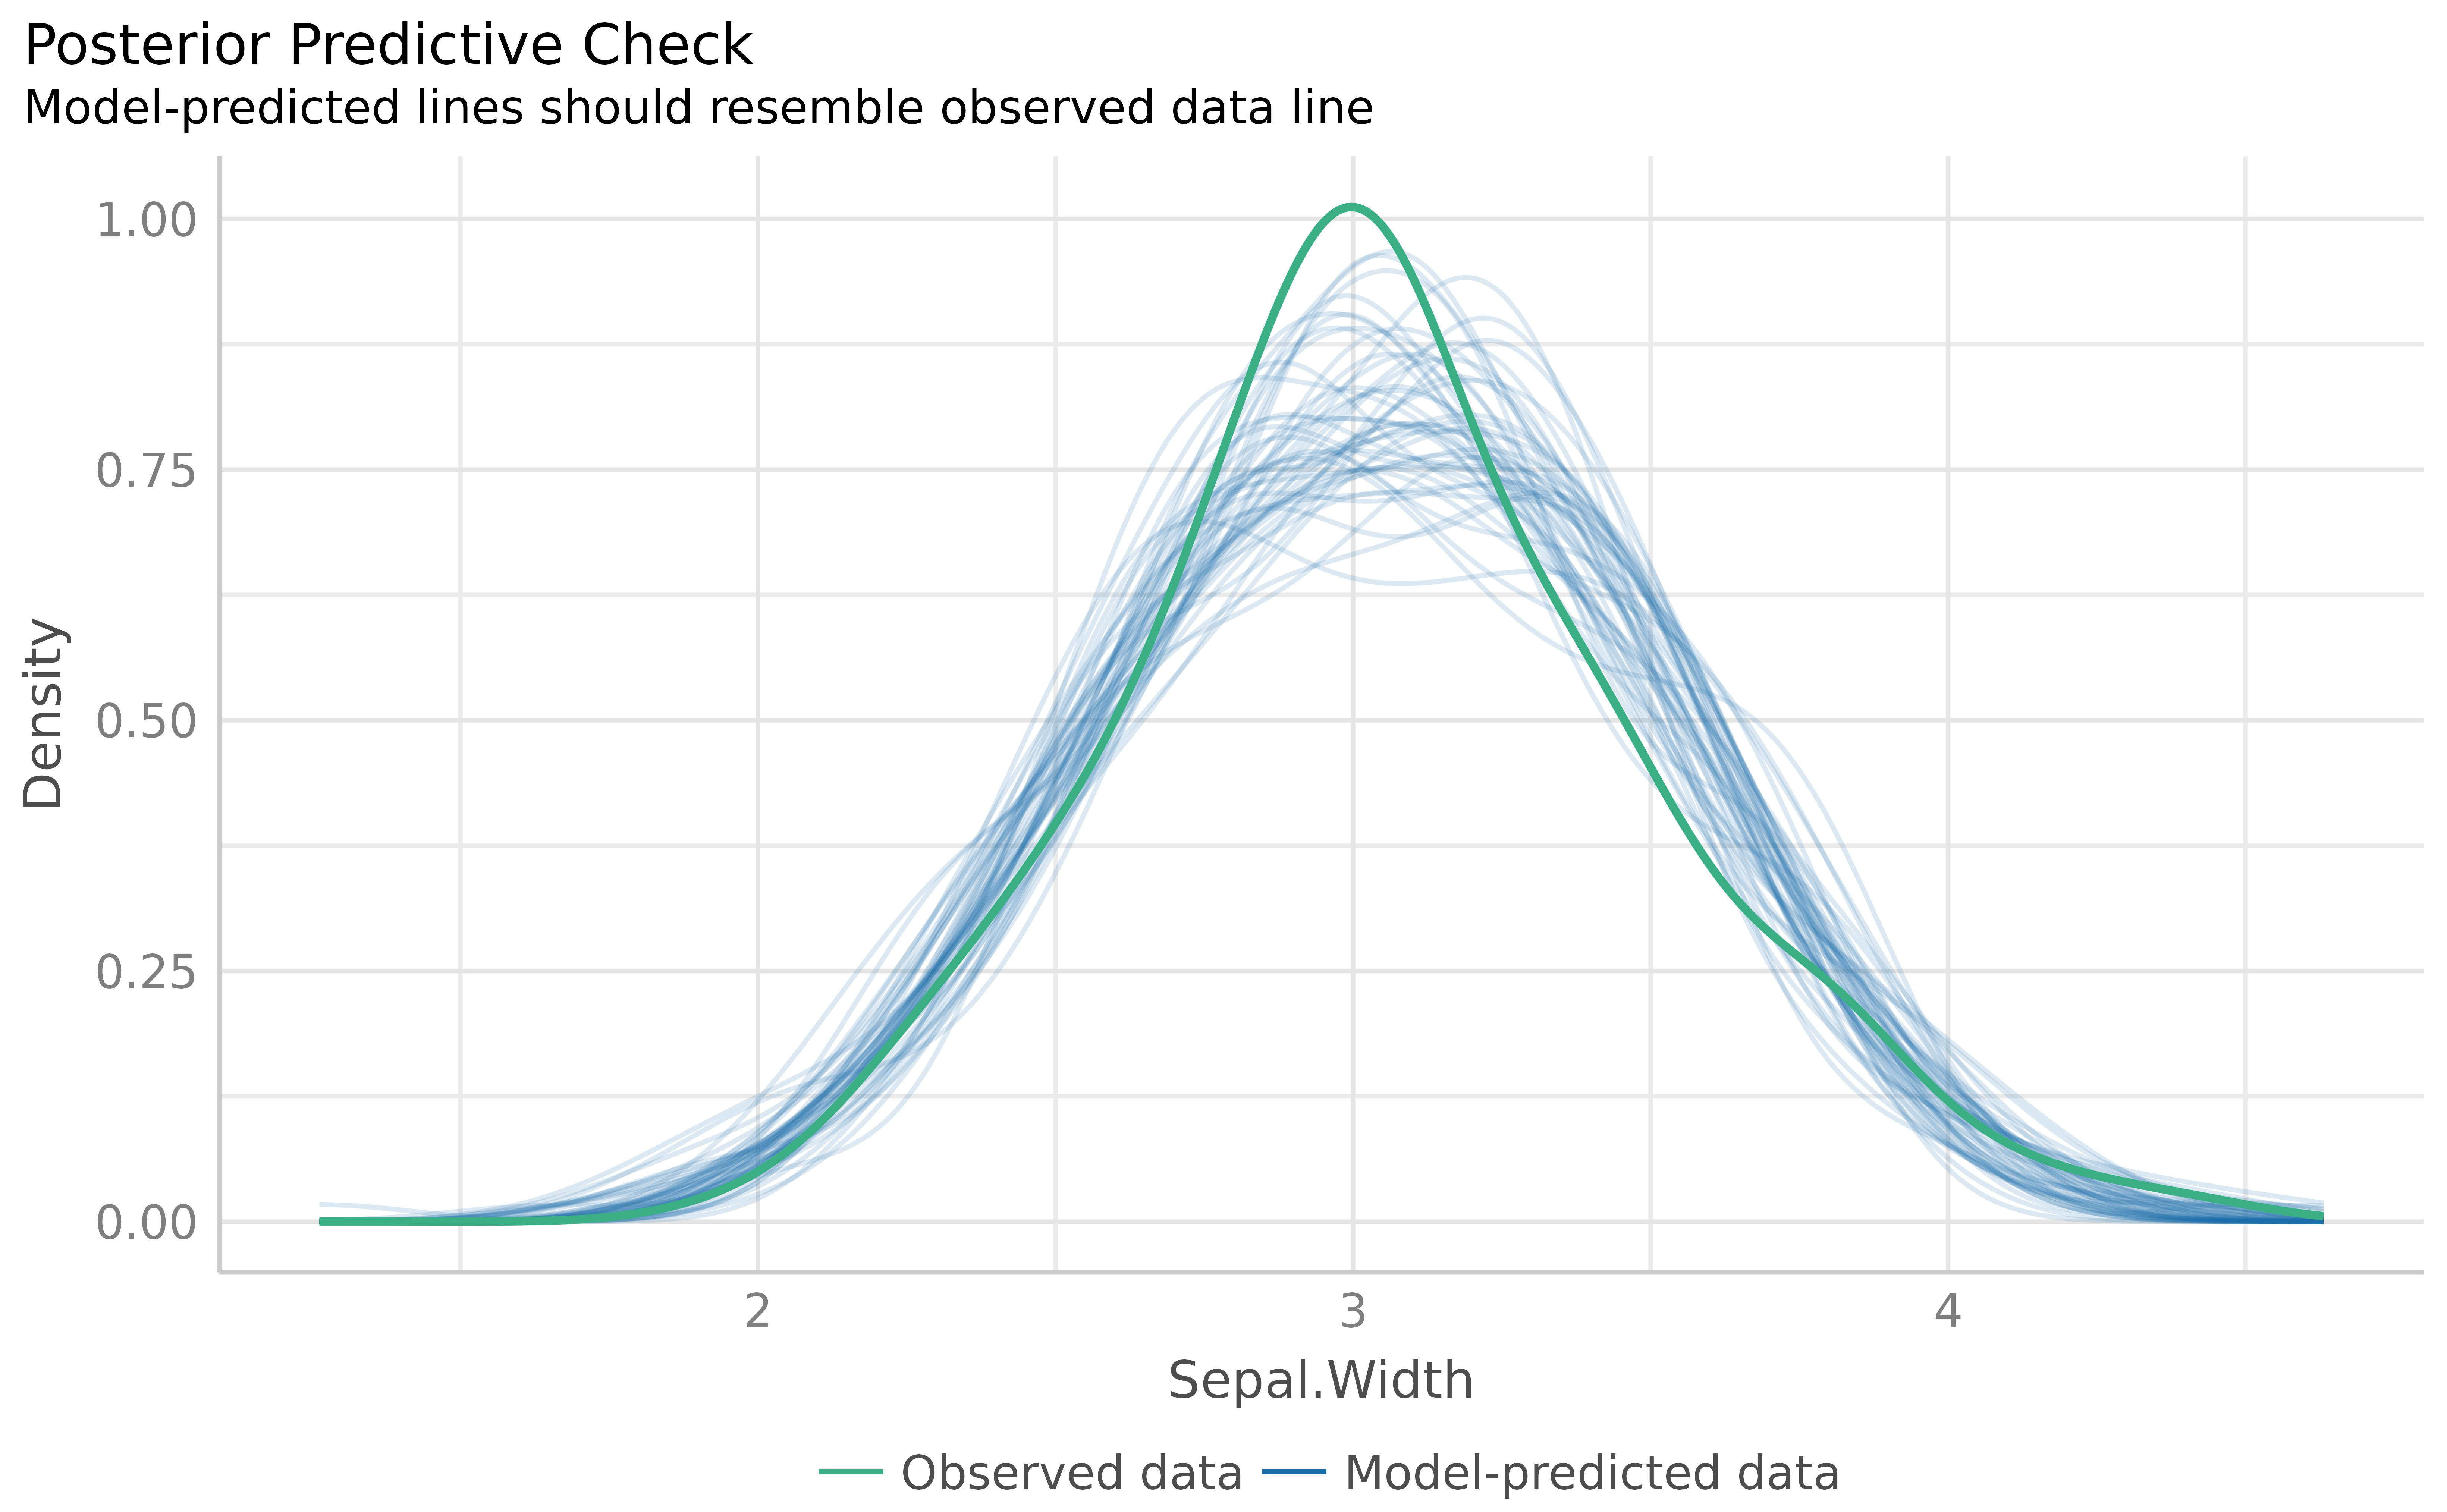 Posterior Predictive Check
Model-predicted lines should resemble observed data line
Density
1.00
0.75
0.50
0.25
0.00
2
3
4
Sepal.Width
Observed data
Model-predicted data